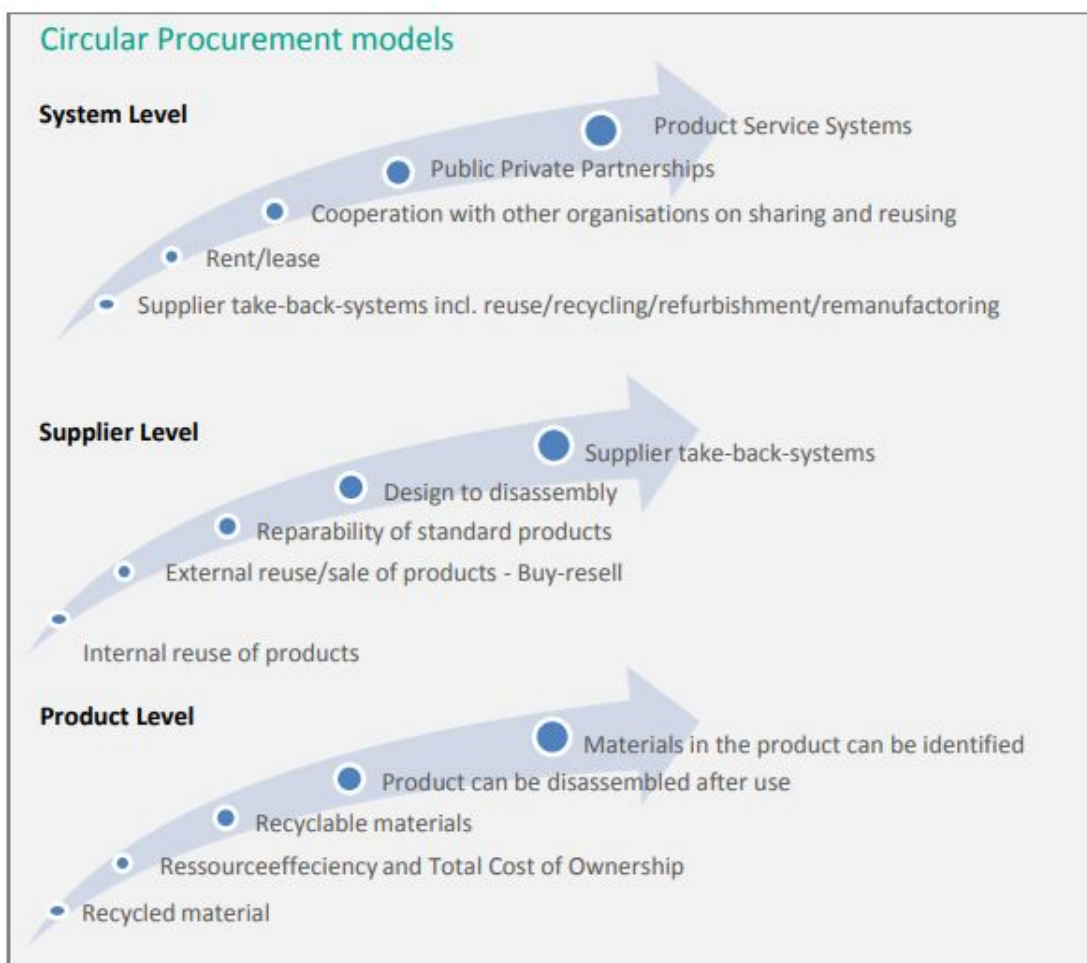 Circular Procurement models
System Level
Product Service Systems
Public Private Partnerships
Cooperation with other organisations on sharing and reusing
Rent/lease
Supplier take-back-systems incl. reuse/recycling/refurbishment/remanufactoring
Supplier Level
Supplier take-back-systems
Design to disassembly
Reparability of standard products
External reuse/sale of products - Buy-resell
Internal reuse of products
Product Level
Materials in the product can be identified
Product can be disassembled after use
Recyclable materials
Ressourceeffeciency and Total Cost of Ownership
Recycled material